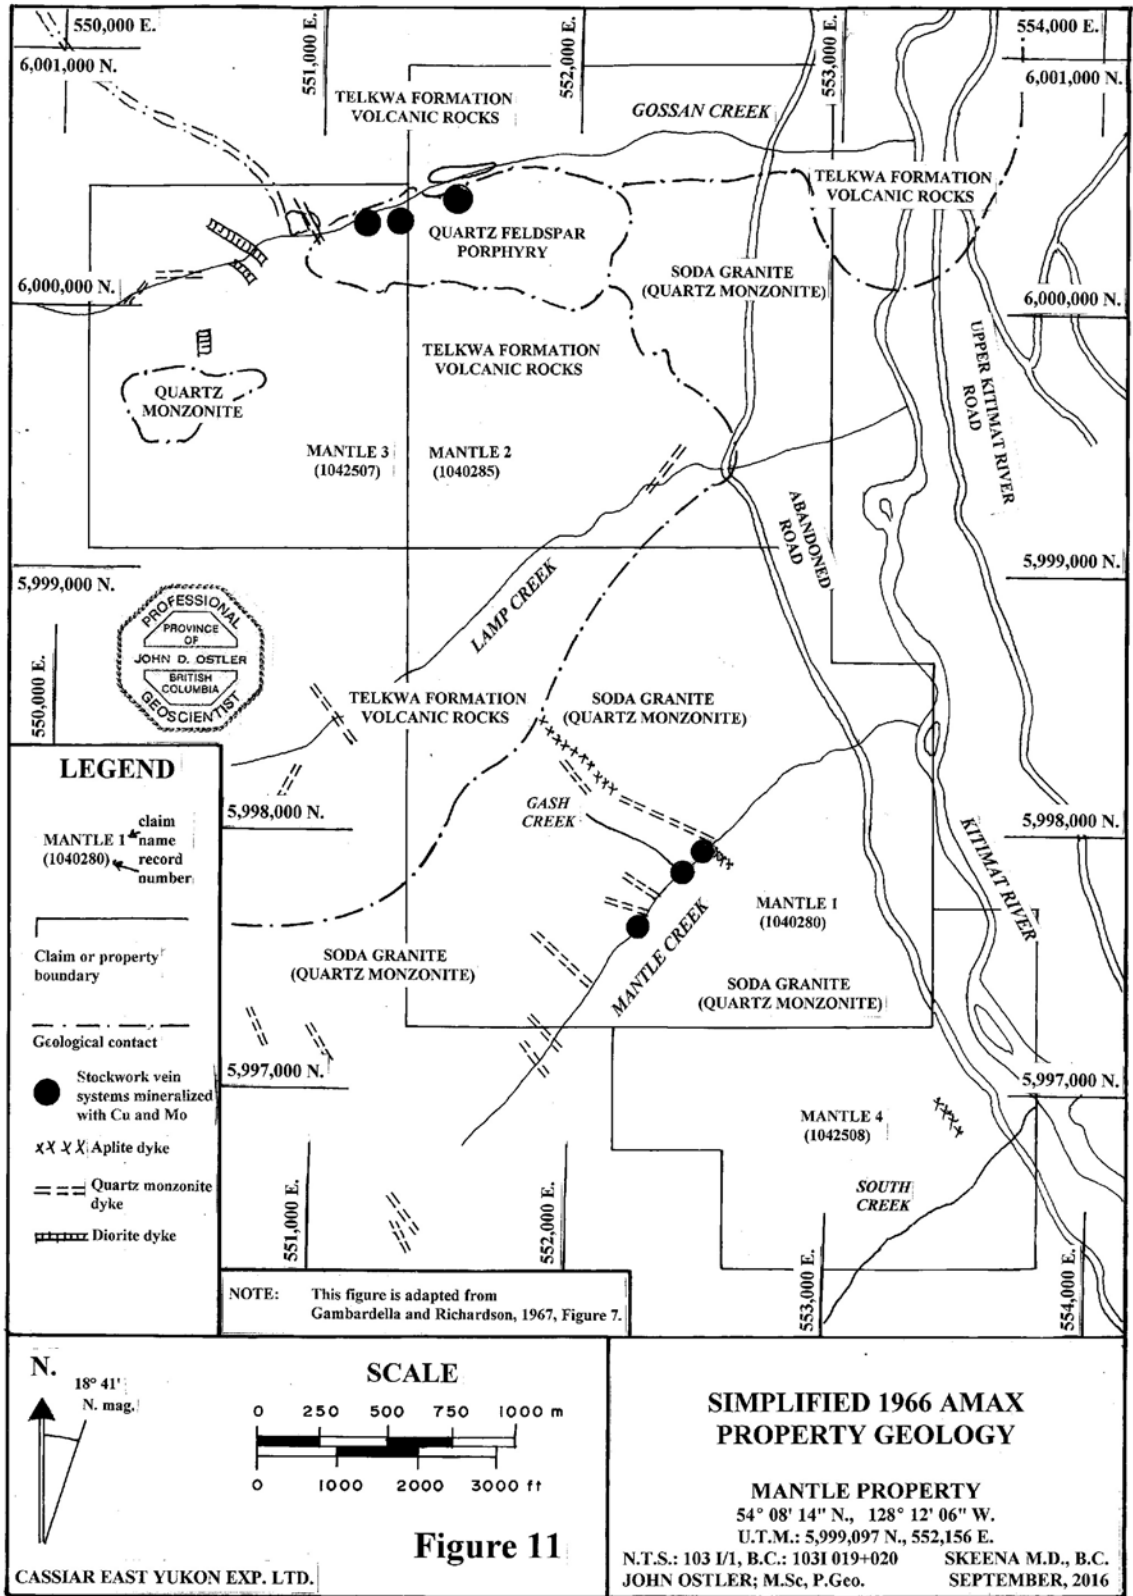 550,000 E.
551,000 E.
552,000 E.
553,000 E.
554,000 E.
6,001,000 N.
6,001,000 N.
TELKWA FORMATION
VOLCANIC ROCKS
GOSSAN CREEK
TELKWA FORMATION
VOLCANIC ROCKS
QUARTZ FELDSPAR
PORPHYRY
SODA GRANITE
(QUARTZ MONZONITE)
6,000,000 N.
6,000,000 N.
TELKWA FORMATION
VOLCANIC ROCKS
UPPER KITIMAT RIVER
ROAD
QUARTZ
MONZONITE
MANTLE 3
(1042507)
MANTLE 2
(1040285)
ABANDONED
ROAD
5,999,000 N.
5,999,000 N.
PROFESSIONAL
PROVINCE
OF
JOHN D. OSTLER
BRITISH
COLUMBIA
GEOSCIENTIST
LAMP CREEK
550,000 E.
TELKWA FORMATION
VOLCANIC ROCKS
SODA GRANITE
(QUARTZ MONZONITE)
GASH
CREEK
5,998,000 N.
5,998,000 N.
KITIMAT RIVER
MANTLE 1
(1040280)
MANTLE CREEK
SODA GRANITE
(QUARTZ MONZONITE)
SODA GRANITE
(QUARTZ MONZONITE)
5,997,000 N.
5,997,000 N.
MANTLE 4
(1042508)
SOUTH
CREEK
551,000 E.
552,000 E.
553,000 E.
554,000 E.
LEGEND
MANTLE 1
(1040280)
claim
name
record
number
Claim or property
boundary
Geological contact
Stockwork vein
systems mineralized
with Cu and Mo
Aplite dyke
Quartz monzonite
dyke
Diorite dyke
NOTE: This figure is adapted from
Gambardella and Richardson, 1967, Figure 7.
N.
18° 41'
N. mag.
SCALE
0 250 500 750 1000 m
0 1000 2000 3000 ft
Figure 11
CASSIAR EAST YUKON EXP. LTD.
SIMPLIFIED 1966 AMAX
PROPERTY GEOLOGY
MANTLE PROPERTY
54° 08' 14" N., 128° 12' 06" W.
U.T.M.: 5,999,097 N., 552,156 E.
N.T.S.: 103 I/1, B.C.: 103I 019+020 SKEENA M.D., B.C.
JOHN OSTLER; M.Sc, P.Geo. SEPTEMBER, 2016